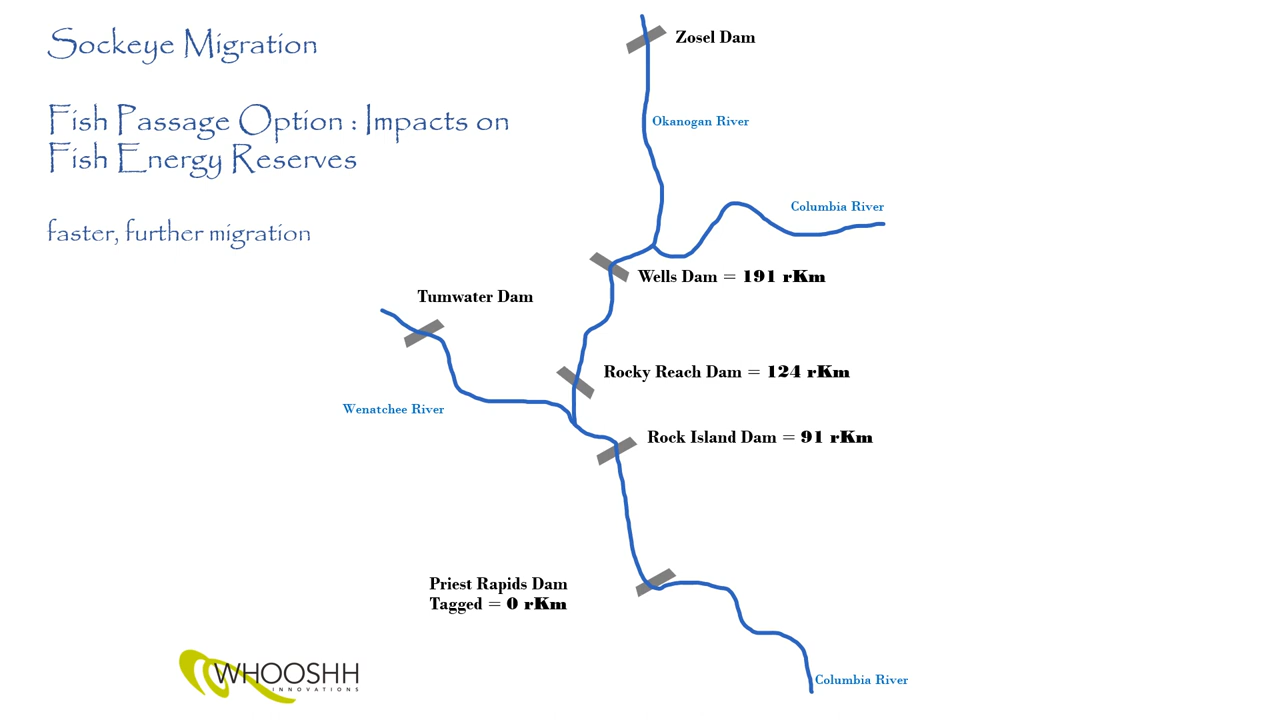 Sockeye Migration
Fish Passage Option : Impacts on
Fish Energy Reserves
faster, further migration
Zosel Dam
Okanogan River
Columbia River
Wells Dam = 191 rKm
Tumwater Dam
Rocky Reach Dam = 124 rKm
Wenatchee River
Rock Island Dam = 91 rKm
Priest Rapids Dam
Tagged = 0 rKm
WHOOSHH
INNOVATIONS
Columbia River